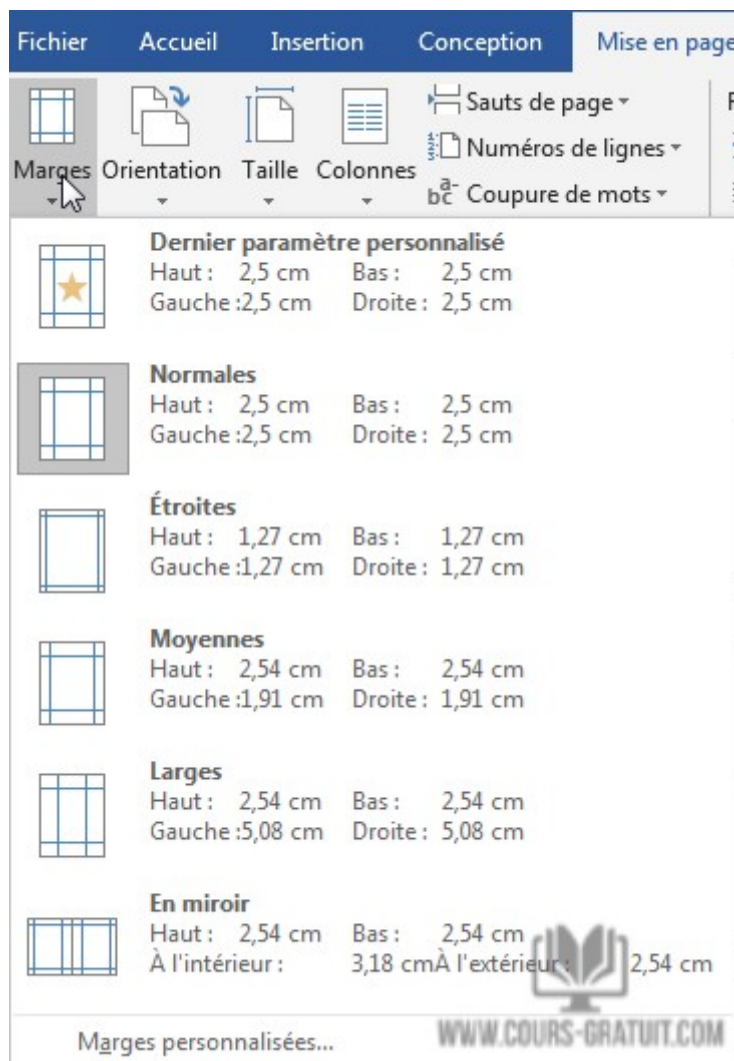 Fichier Accueil Insertion Conception Mise en page
Marges Orientation Taille Colonnes
Sauts de page
Numéros de lignes
Coupure de mots
Dernier paramètre personnalisé
Haut : 2,5 cm Bas : 2,5 cm
Gauche :2,5 cm Droite : 2,5 cm
Normales
Haut : 2,5 cm Bas : 2,5 cm
Gauche :2,5 cm Droite : 2,5 cm
Étroites
Haut : 1,27 cm Bas : 1,27 cm
Gauche :1,27 cm Droite : 1,27 cm
Moyennes
Haut : 2,54 cm Bas : 2,54 cm
Gauche :1,91 cm Droite : 1,91 cm
Larges
Haut : 2,54 cm Bas : 2,54 cm
Gauche :5,08 cm Droite : 5,08 cm
En miroir
Haut : 2,54 cm Bas : 2,54 cm
À l'intérieur : 3,18 cmÀ l'extérieur : 2,54 cm
Marges personnalisées...
WWW.COURS-GRATUIT.COM